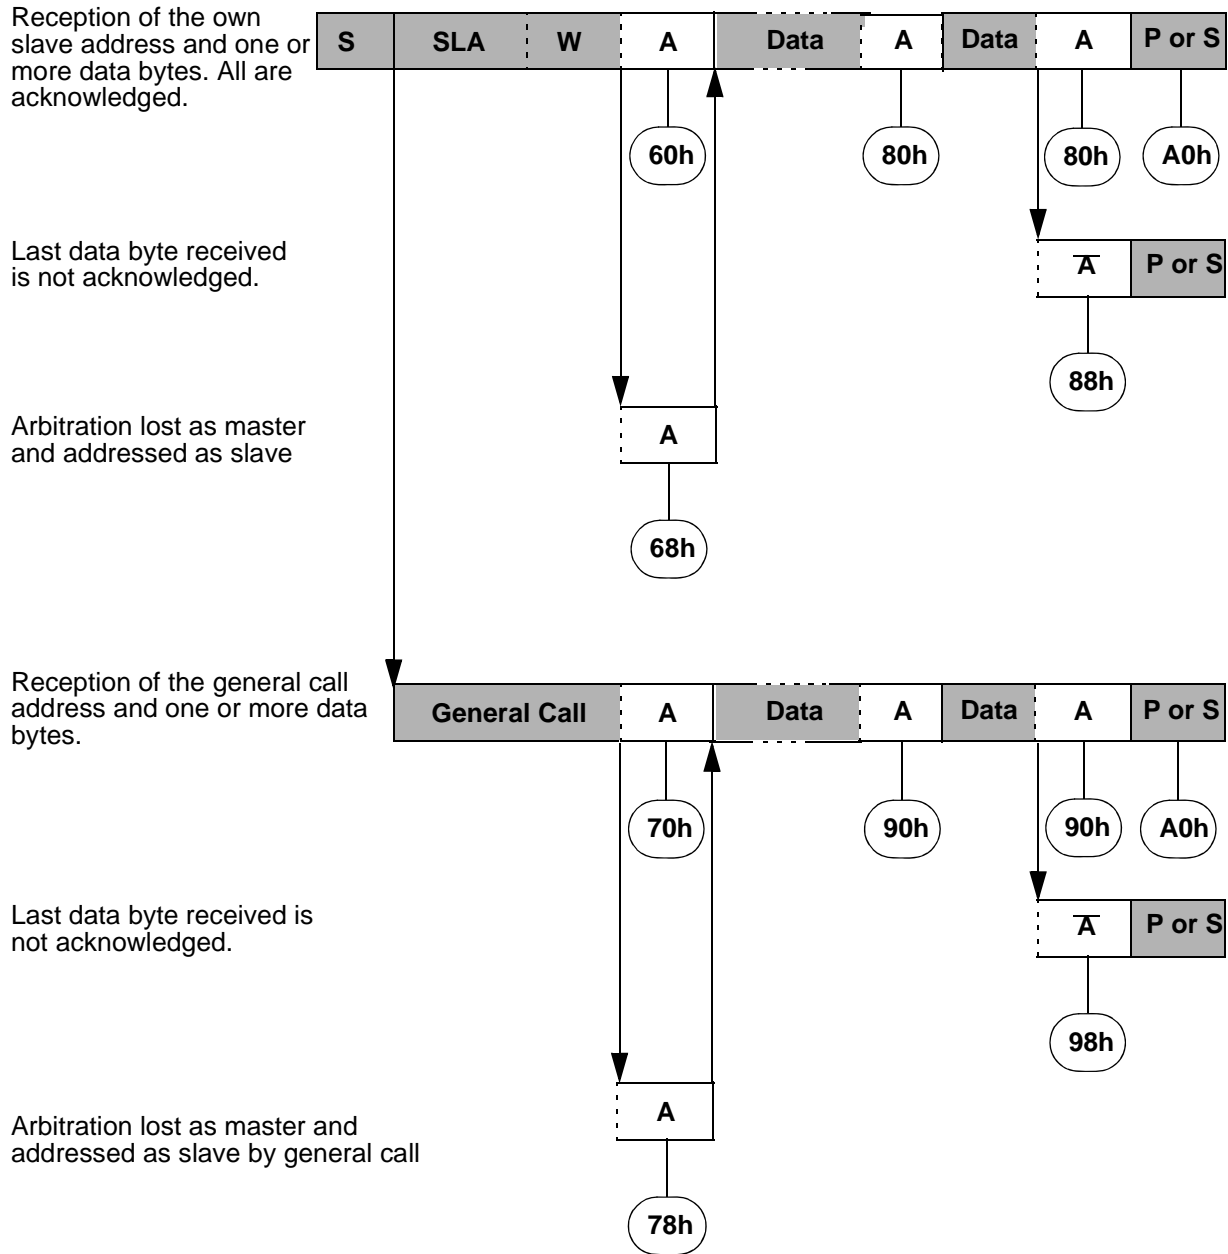 Reception of the own
slave address and one or
more data bytes. All are
acknowledged.
S SLA W A Data A Data A P or S
60h 80h 80h A0h
Last data byte received
is not acknowledged.
A̅ P or S
88h
Arbitration lost as master
and addressed as slave
A
68h
Reception of the general call
address and one or more data
bytes.
General Call A Data A Data A P or S
70h 90h 90h A0h
Last data byte received is
not acknowledged.
A̅ P or S
98h
Arbitration lost as master and
addressed as slave by general call
A
78h